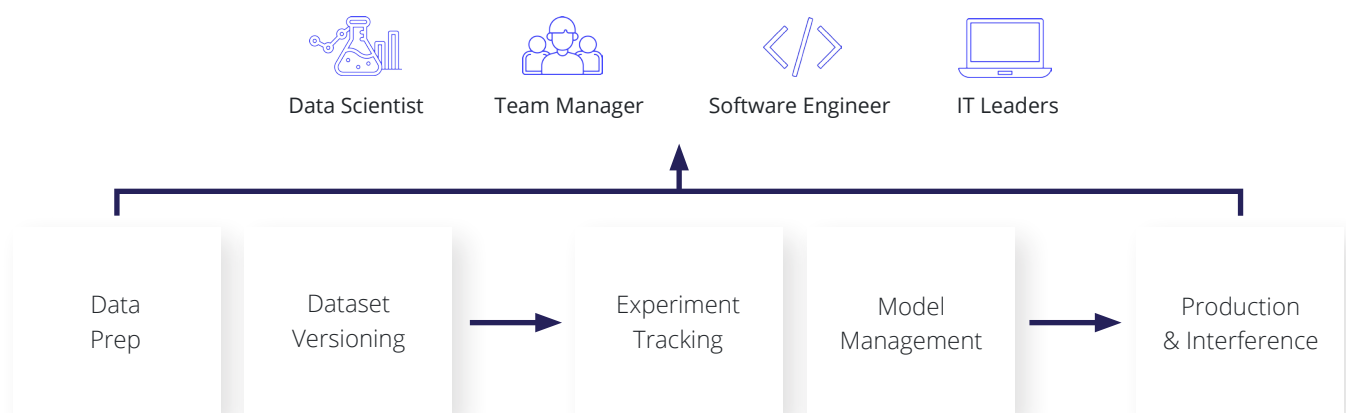 Data Scientist
Team Manager
Software Engineer
IT Leaders
Data
Prep
Dataset
Versioning
Experiment
Tracking
Model
Management
Production
& Interference